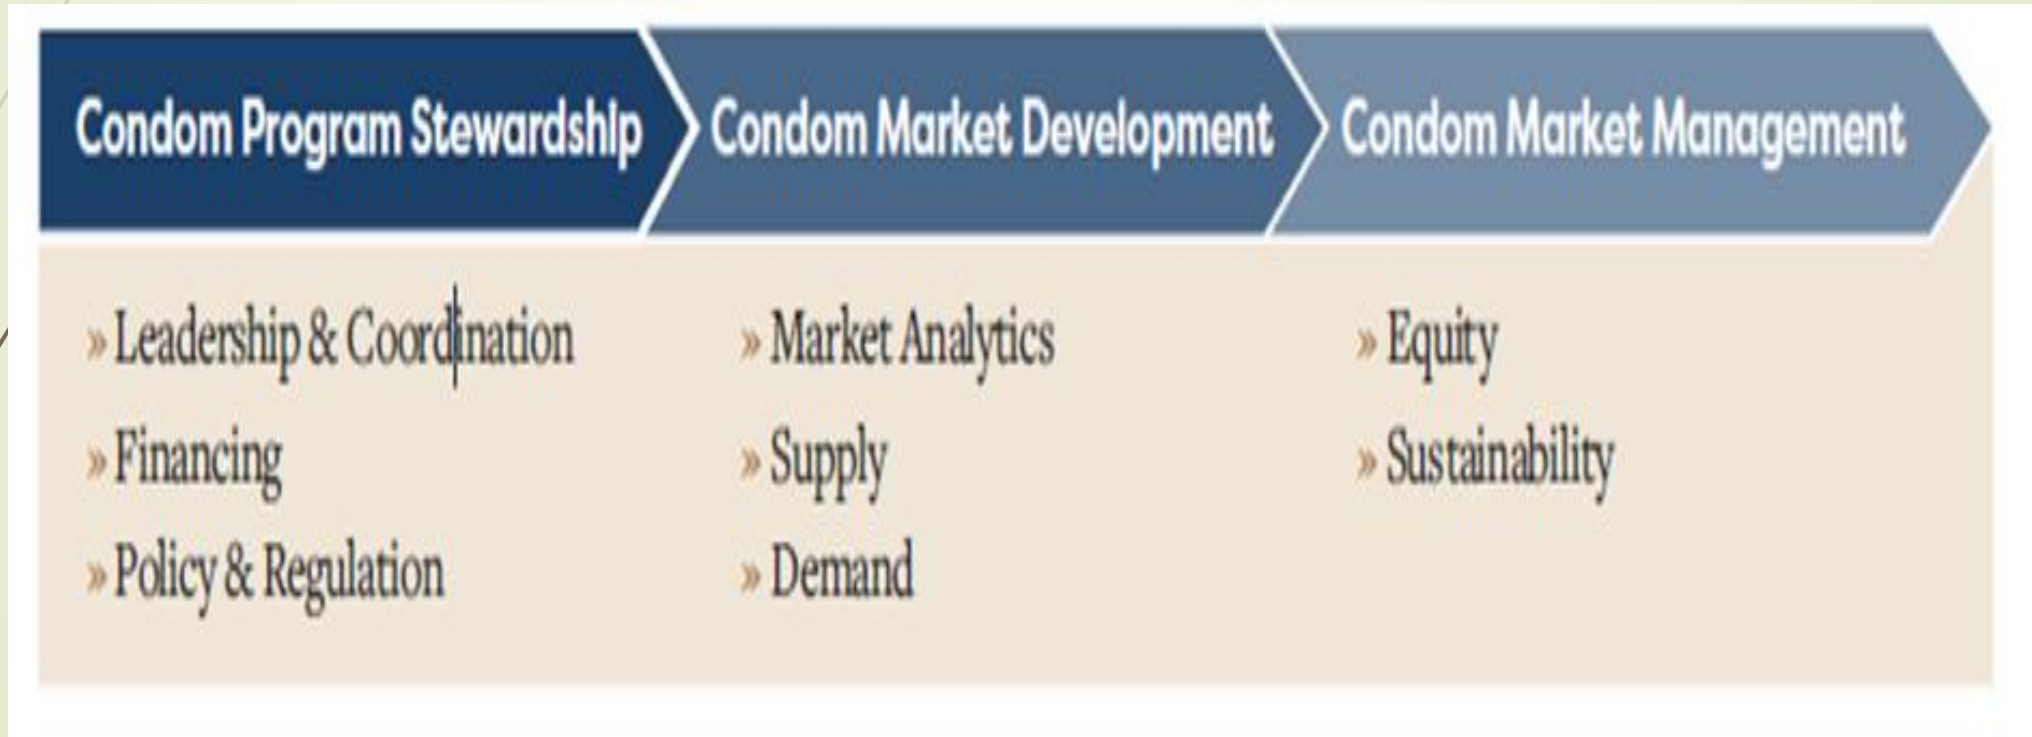 Condom Program Stewardship
Condom Market Development
Condom Market Management
» Leadership & Coordination
» Financing
» Policy & Regulation
» Market Analytics
» Supply
» Demand
» Equity
» Sustainability